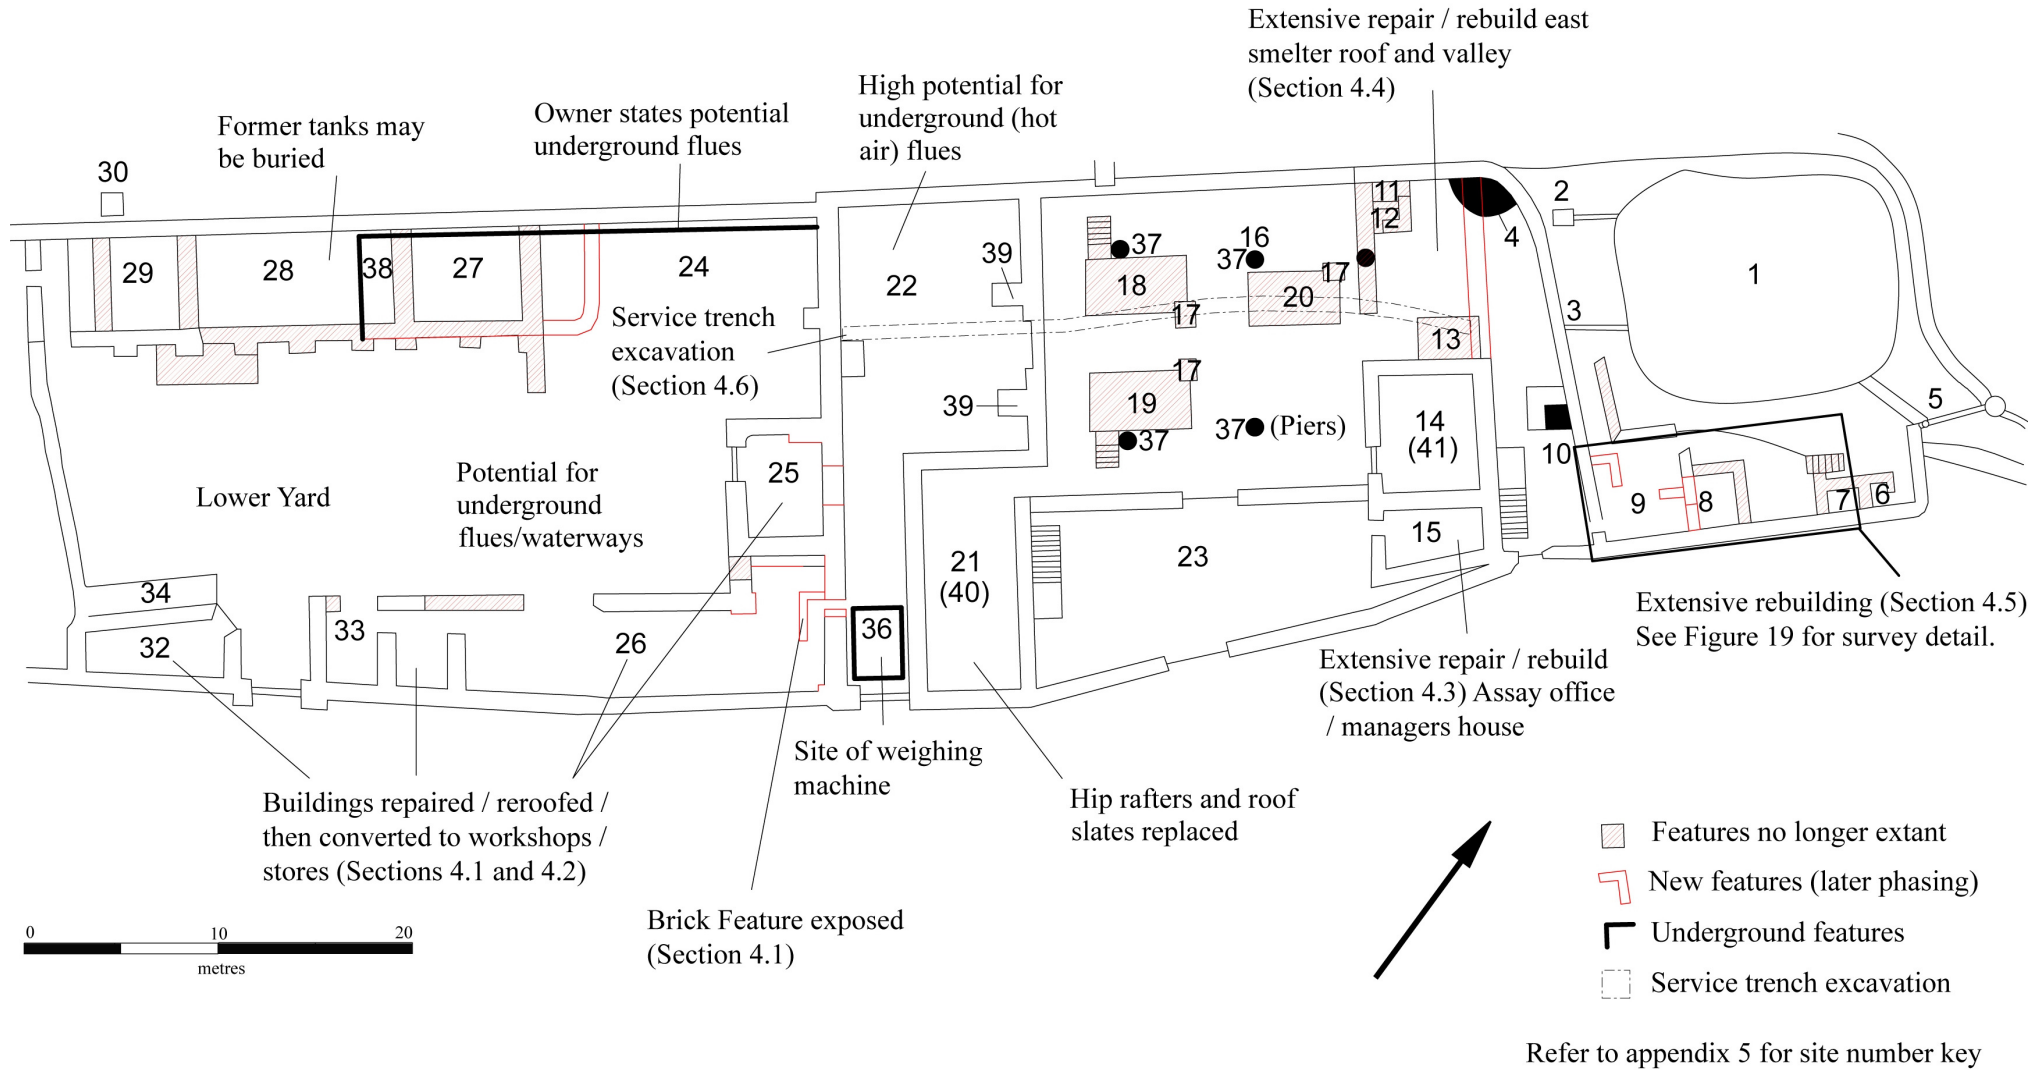 Extensive repair / rebuild east
smelter roof and valley
(Section 4.4)
High potential for
underground (hot
air) flues
Owner states potential
underground flues
Former tanks may
be buried
30
29
28
38
27
24
22
39
39
37
16
37
17
18
17
20
11
12
4
2
3
1
5
13
17
19
37
37
(Piers)
14
(41)
10
9
8
7
6
15
23
21
(40)
25
Service trench
excavation
(Section 4.6)
Lower Yard
Potential for
underground
flues/waterways
34
32
33
26
36
Extensive rebuilding (Section 4.5)
See Figure 19 for survey detail.
Extensive repair / rebuild
(Section 4.3) Assay office
/ managers house
Site of weighing
machine
Hip rafters and roof
slates replaced
Buildings repaired / reroofed /
then converted to workshops /
stores (Sections 4.1 and 4.2)
Brick Feature exposed
(Section 4.1)
0 10 20
metres
Features no longer extant
New features (later phasing)
Underground features
Service trench excavation
Refer to appendix 5 for site number key